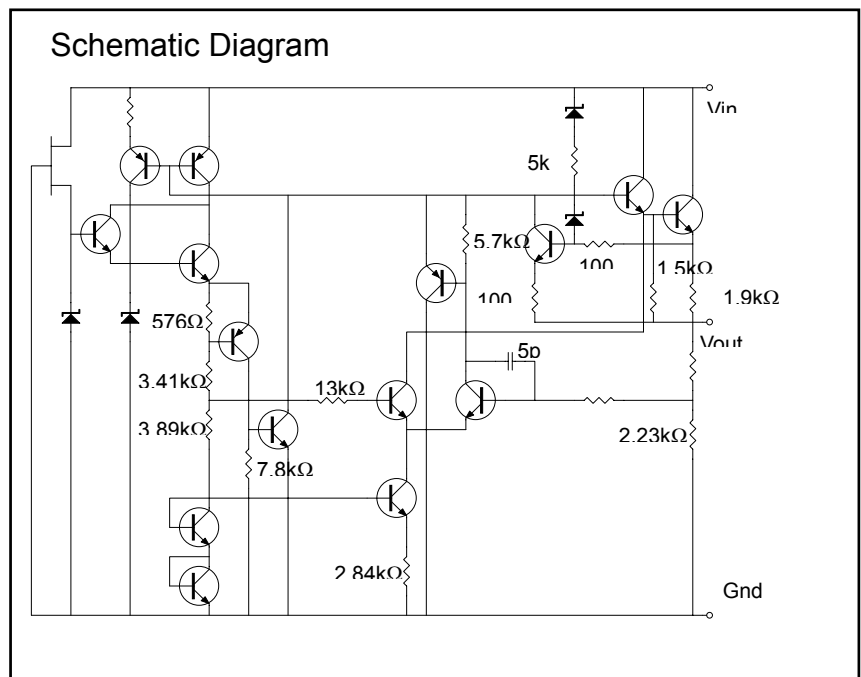 Schematic Diagram
Vin
5k
5.7kΩ
100
1.5kΩ
100
1.9kΩ
576Ω
Vout
5p
3.41kΩ
13kΩ
3.89kΩ
2.23kΩ
7.8kΩ
2.84kΩ
Gnd